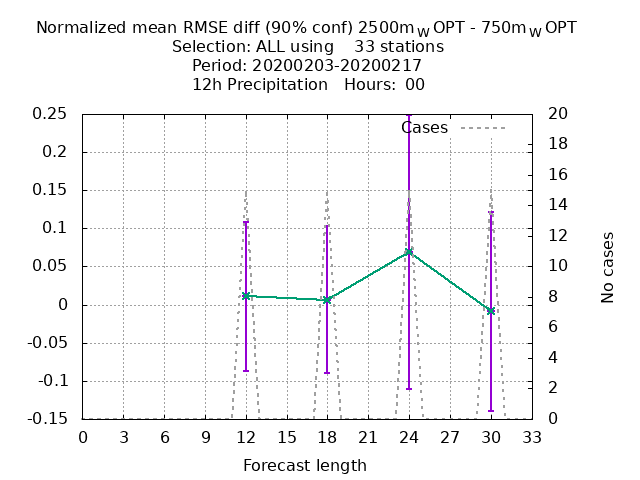 Normalized mean RMSE diff (90% conf) 2500m_W OPT - 750m_W OPT
Selection: ALL using    33 stations
Period: 20200203-20200217
12h Precipitation   Hours:  00
Cases
0.25
0.2
0.15
0.1
0.05
0
-0.05
-0.1
-0.15
20
18
16
14
12
10
8
6
4
2
0
No cases
0 3 6 9 12 15 18 21 24 27 30 33
Forecast length